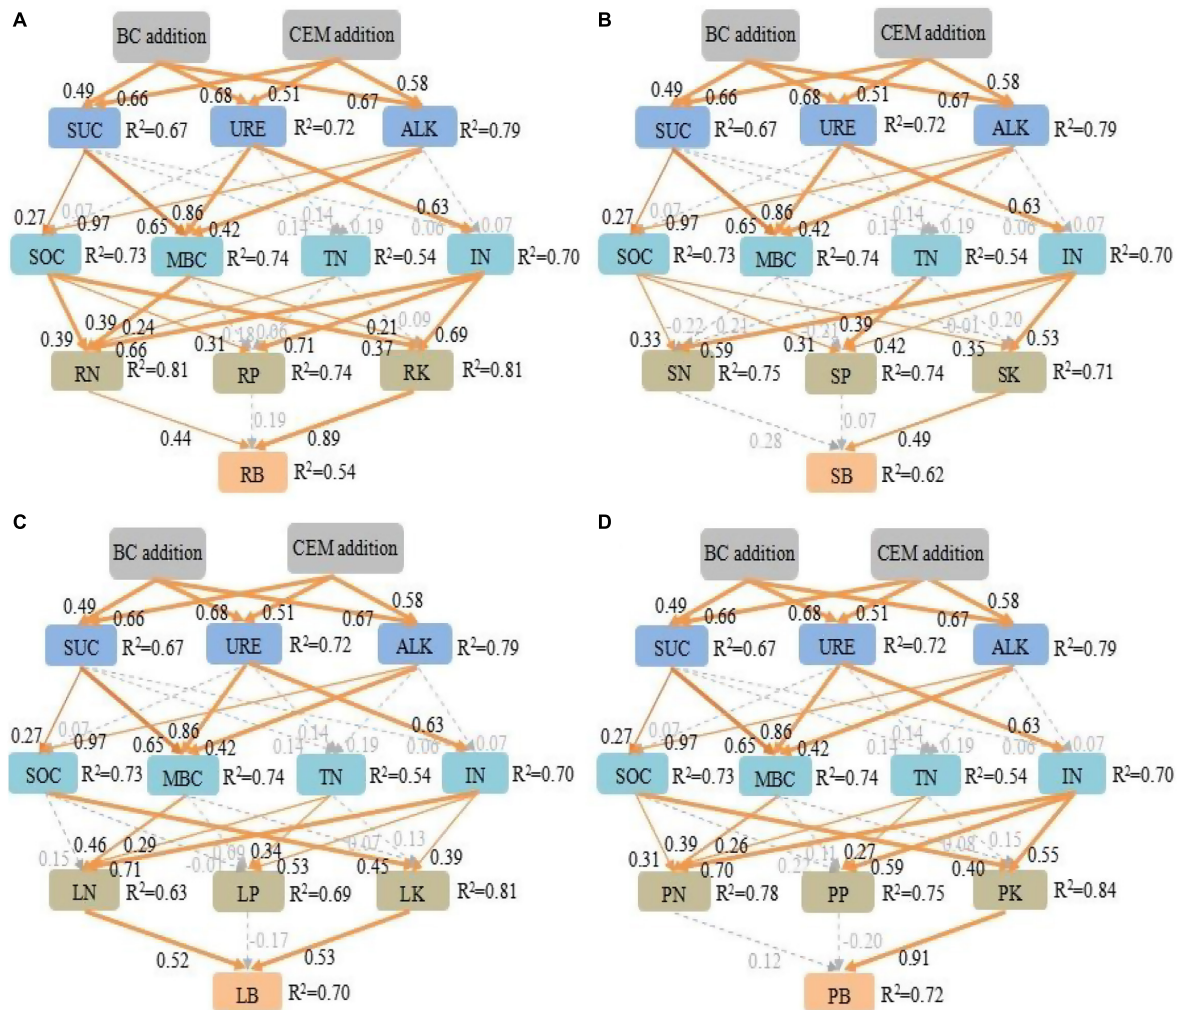 A
BC addition CEM addition
0.49 0.66 0.68 0.51 0.67 0.58
SUC R²=0.67 URE R²=0.72 ALK R²=0.79
0.27 0.07 0.97 0.65 0.86 0.42 0.14 0.14 0.19 0.63 0.06 0.07
SOC R²=0.73 MBC R²=0.74 TN R²=0.54 IN R²=0.70
0.39 0.39 0.24 0.66 0.18 0.06 0.31 0.71 0.21 0.09 0.37 0.69
RN R²=0.81 RP R²=0.74 RK R²=0.81
0.44 0.19 0.89
RB R²=0.54
B
BC addition CEM addition
0.49 0.66 0.68 0.51 0.67 0.58
SUC R²=0.67 URE R²=0.72 ALK R²=0.79
0.27 0.07 0.97 0.65 0.86 0.42 0.14 0.14 0.19 0.63 0.06 0.07
SOC R²=0.73 MBC R²=0.74 TN R²=0.54 IN R²=0.70
0.33 -0.22 0.21 0.59 0.31 -0.21 0.39 0.42 -0.01 0.20 0.35 0.53
SN R²=0.75 SP R²=0.74 SK R²=0.71
0.28 0.07 0.49
SB R²=0.62
C
BC addition CEM addition
0.49 0.66 0.68 0.51 0.67 0.58
SUC R²=0.67 URE R²=0.72 ALK R²=0.79
0.27 0.07 0.97 0.65 0.86 0.42 0.14 0.14 0.19 0.63 0.06 0.07
SOC R²=0.73 MBC R²=0.74 TN R²=0.54 IN R²=0.70
0.15 0.46 0.29 0.71 -0.01 0.09 0.34 0.53 0.07 0.13 0.45 0.39
LN R²=0.63 LP R²=0.69 LK R²=0.81
0.52 -0.17 0.53
LB R²=0.70
D
BC addition CEM addition
0.49 0.66 0.68 0.51 0.67 0.58
SUC R²=0.67 URE R²=0.72 ALK R²=0.79
0.27 0.07 0.97 0.65 0.86 0.42 0.14 0.14 0.19 0.63 0.06 0.07
SOC R²=0.73 MBC R²=0.74 TN R²=0.54 IN R²=0.70
0.31 0.39 0.26 0.70 0.27 0.59 0.08 0.15 0.40 0.55
PN R²=0.78 PP R²=0.75 PK R²=0.84
0.12 -0.20 0.91
PB R²=0.72